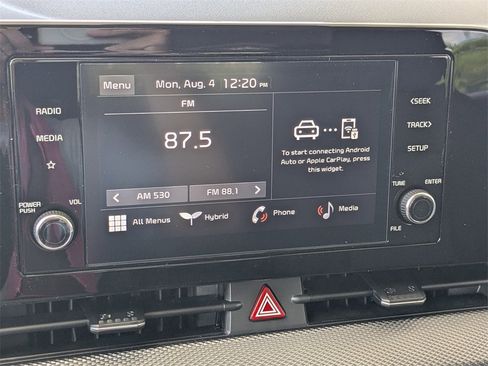 Menu Mon, Aug. 4 12:20 PM
FM
87.5
AM 530 FM 88.1
To start connecting Android
Auto or Apple CarPlay, press
this widget.
All Menus Hybrid Phone Media
RADIO
MEDIA
POWER VOL
PUSH
<SEEK
TRACK>
SETUP
TUNE ENTER
FILE